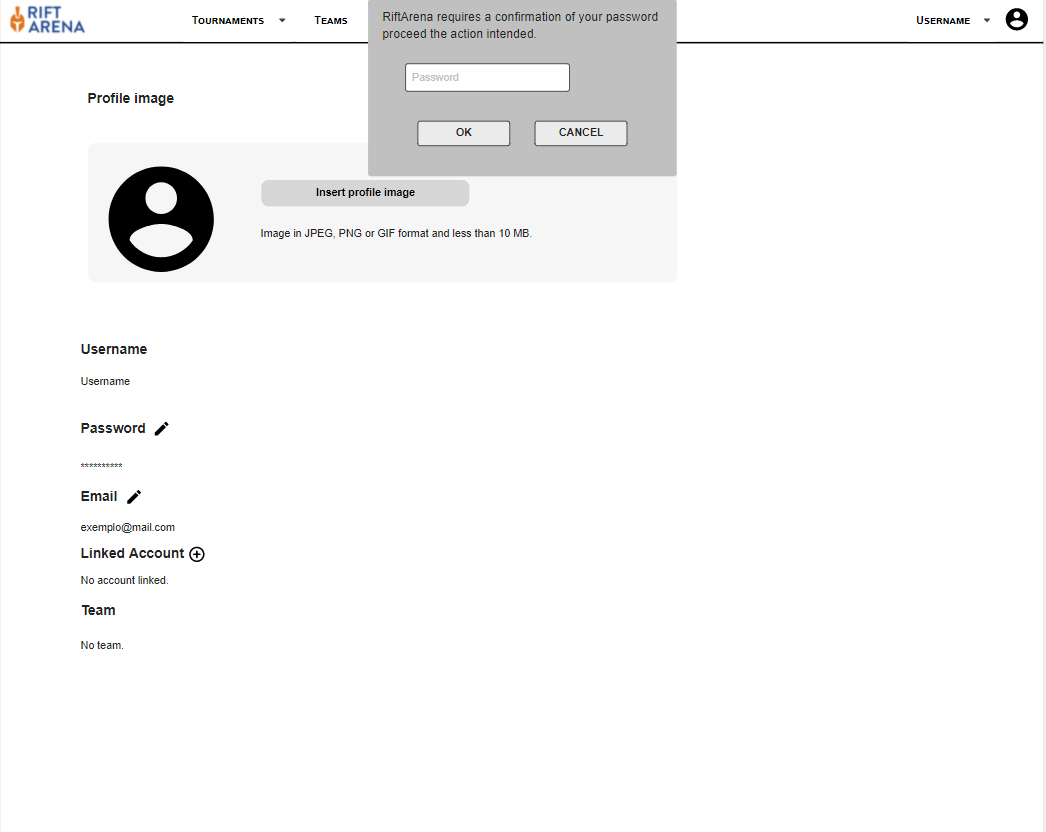 RIFT
ARENA
TOURNAMENTS
TEAMS
USERNAME
RiftArena requires a confirmation of your password
proceed the action intended.
Password
OK
CANCEL
Profile image
Insert profile image
Image in JPEG, PNG or GIF format and less than 10 MB.
Username
Username
Password
**********
Email
exemplo@mail.com
Linked Account
No account linked.
Team
No team.